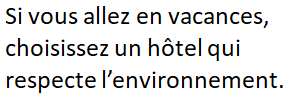 Si vous allez en vacances,
choisissez un hôtel qui
respecte l’environnement.